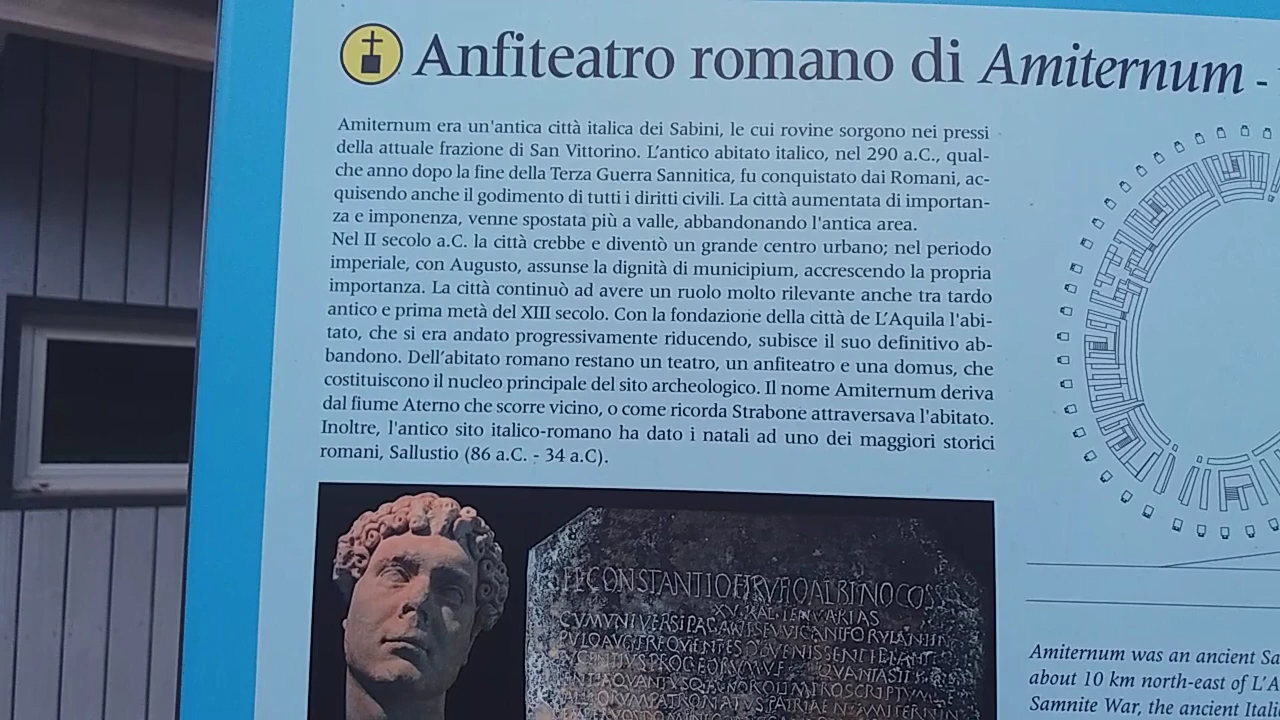 Anfiteatro romano di Amiternum -
Amiternum era un'antica città italica dei Sabini, le cui rovine sorgono nei pressi
della attuale frazione di San Vittorino. L'antico abitato italico, nel 290 a.C., qual-
che anno dopo la fine della Terza Guerra Sannitica, fu conquistato dai Romani, ac-
quisendo anche il godimento di tutti i diritti civili. La città aumentata di importan-
za e imponenza, venne spostata più a valle, abbandonando l'antica area.
Nel II secolo a.C. la città crebbe e diventò un grande centro urbano; nel periodo
imperiale, con Augusto, assunse la dignità di municipium, accrescendo la propria
importanza. La città continuò ad avere un ruolo molto rilevante anche tra tardo
antico e prima metà del XIII secolo. Con la fondazione della città de L'Aquila l'abi-
tato, che si era andato progressivamente riducendo, subisce il suo definitivo ab-
bandono. Dell'abitato romano restano un teatro, un anfiteatro e una domus, che
costituiscono il nucleo principale del sito archeologico. Il nome Amiternum deriva
dal fiume Aterno che scorre vicino, o come ricorda Strabone attraversava l'abitato.
Inoltre, l'antico sito italico-romano ha dato i natali ad uno dei maggiori storici
romani, Sallustio (86 a.C. - 34 a.C).
Amiternum was an ancient Sa
about 10 km north-east of L'A
Samnite War, the ancient Itali